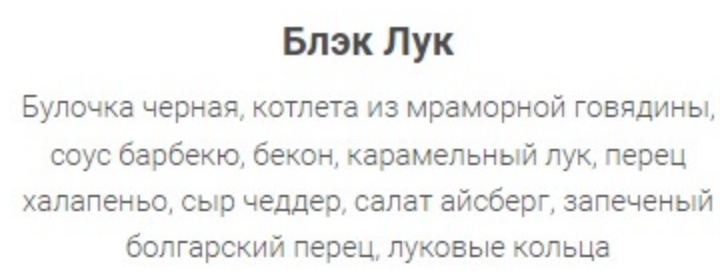 Блэк Лук
Булочка черная, котлета из мраморной говядины,
соус барбекю, бекон, карамельный лук, перец
халапеньо, сыр чеддер, салат айсберг, запеченый
болгарский перец, луковые кольца